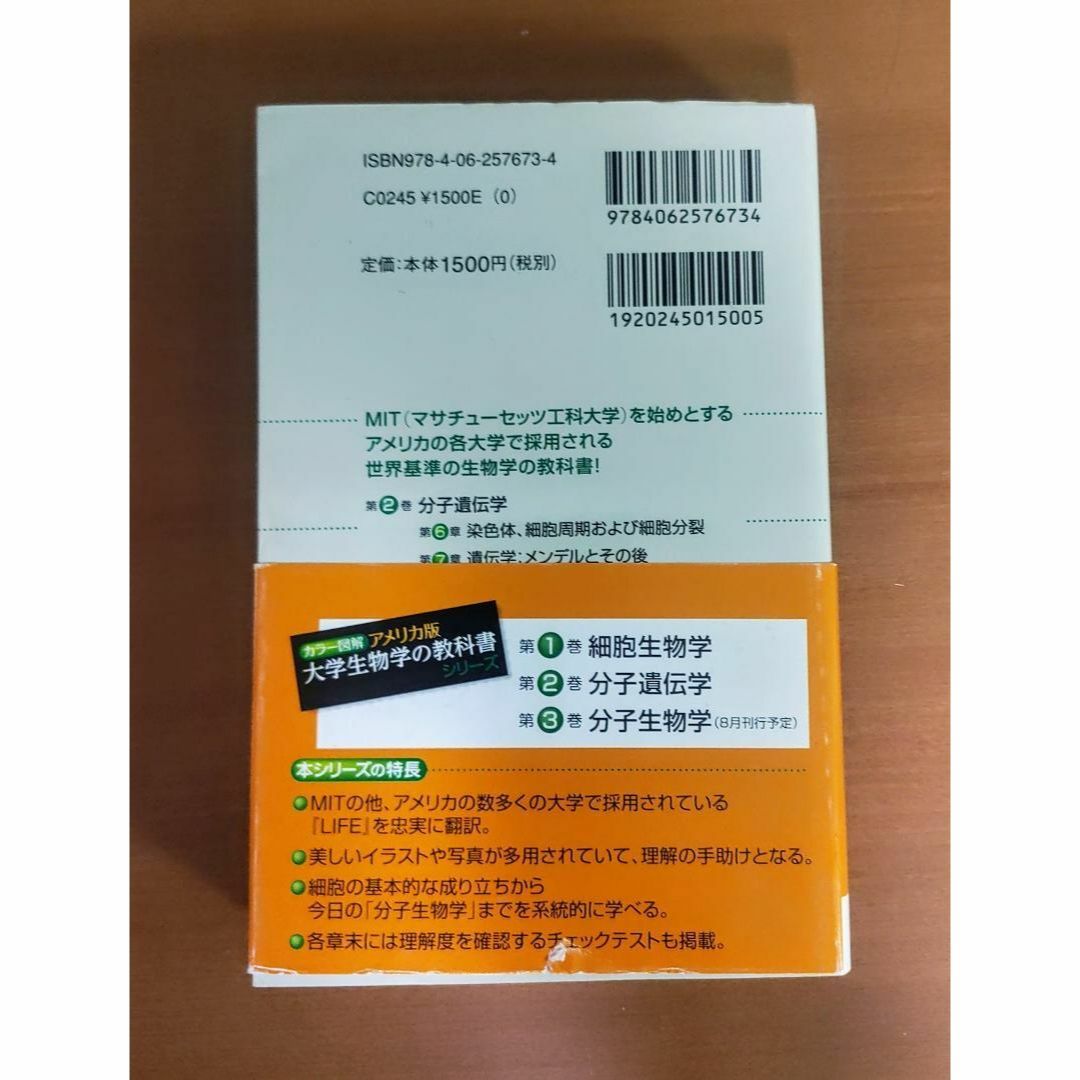 ISBN978-4-06-257673-4
C0245 ¥1500E (0)
定価:本体1500円(税別)
9784062576734
1920245015005
MIT(マサチューセッツ工科大学)を始めとする
アメリカの各大学で採用される
世界基準の生物学の教科書!
第2巻 分子遺伝学
第6章 染色体、細胞周期および細胞分裂
第7章 遺伝学:メンデルとその後
カラー図解 アメリカ版
大学生物学の教科書
シリーズ
第1巻 細胞生物学
第2巻 分子遺伝学
第3巻 分子生物学(8月刊行予定)
本シリーズの特長
●MITの他、アメリカの数多くの大学で採用されている
『LIFE』を忠実に翻訳。
●美しいイラストや写真が多用されていて、理解の手助けとなる。
●細胞の基本的な成り立ちから
今日の「分子生物学」までを系統的に学べる。
●各章末には理解度を確認するチェックテストも掲載。